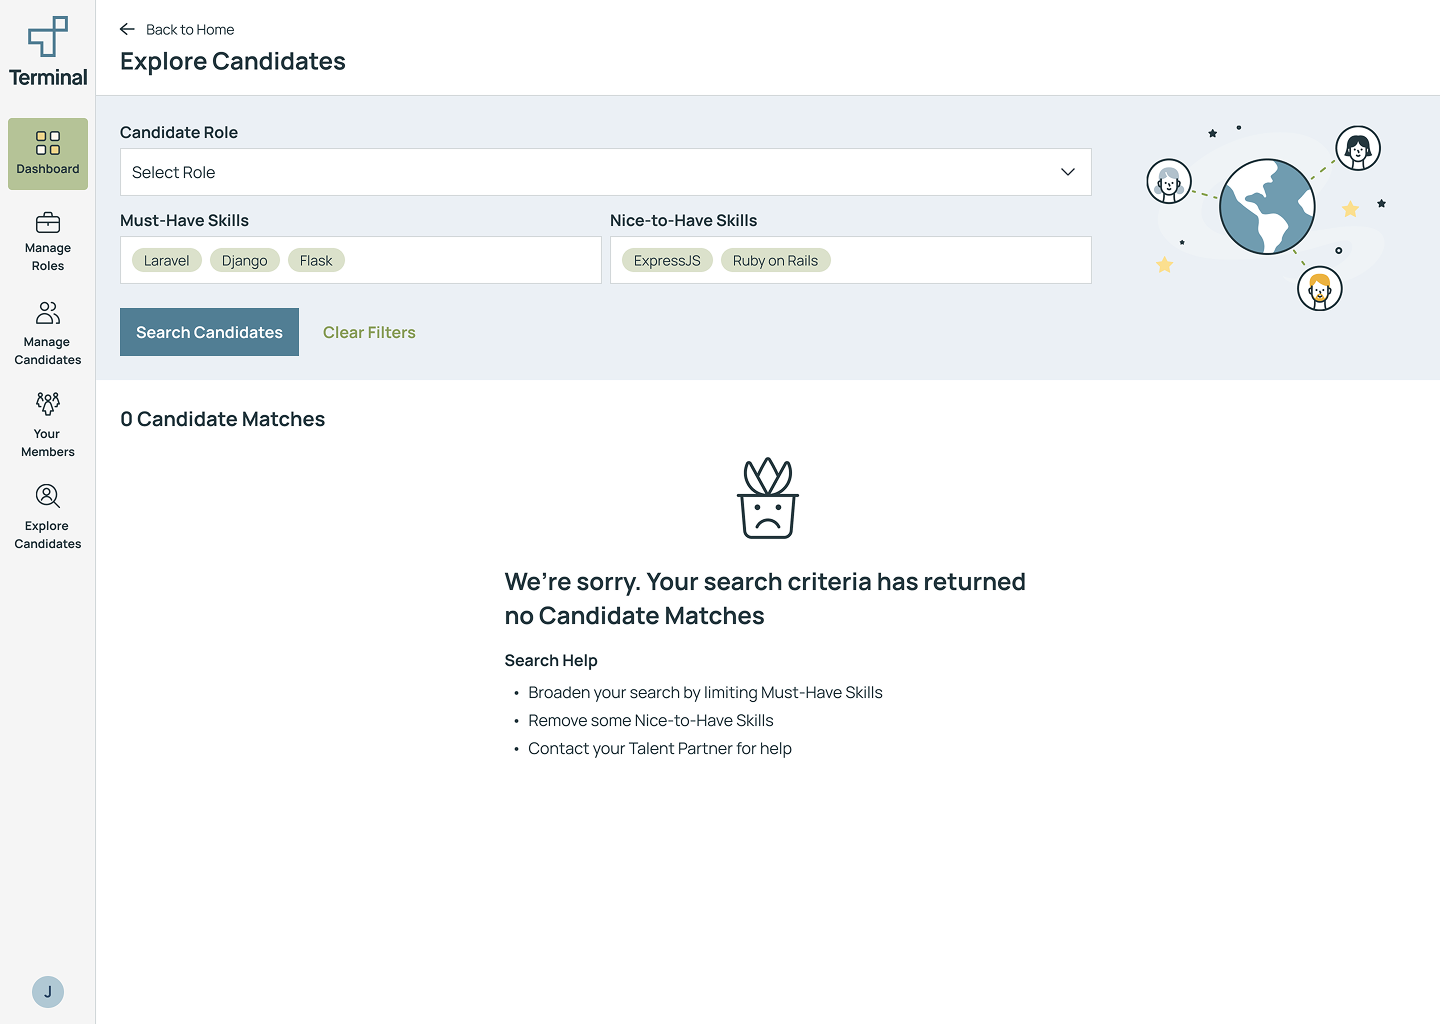 Terminal
Dashboard
Manage
Roles
Manage
Candidates
Your
Members
Explore
Candidates
J
Back to Home
Explore Candidates
Candidate Role
Select Role
Must-Have Skills
Nice-to-Have Skills
Laravel Django Flask
ExpressJS Ruby on Rails
Search Candidates
Clear Filters
0 Candidate Matches
We’re sorry. Your search criteria has returned
no Candidate Matches
Search Help
• Broaden your search by limiting Must-Have Skills
• Remove some Nice-to-Have Skills
• Contact your Talent Partner for help